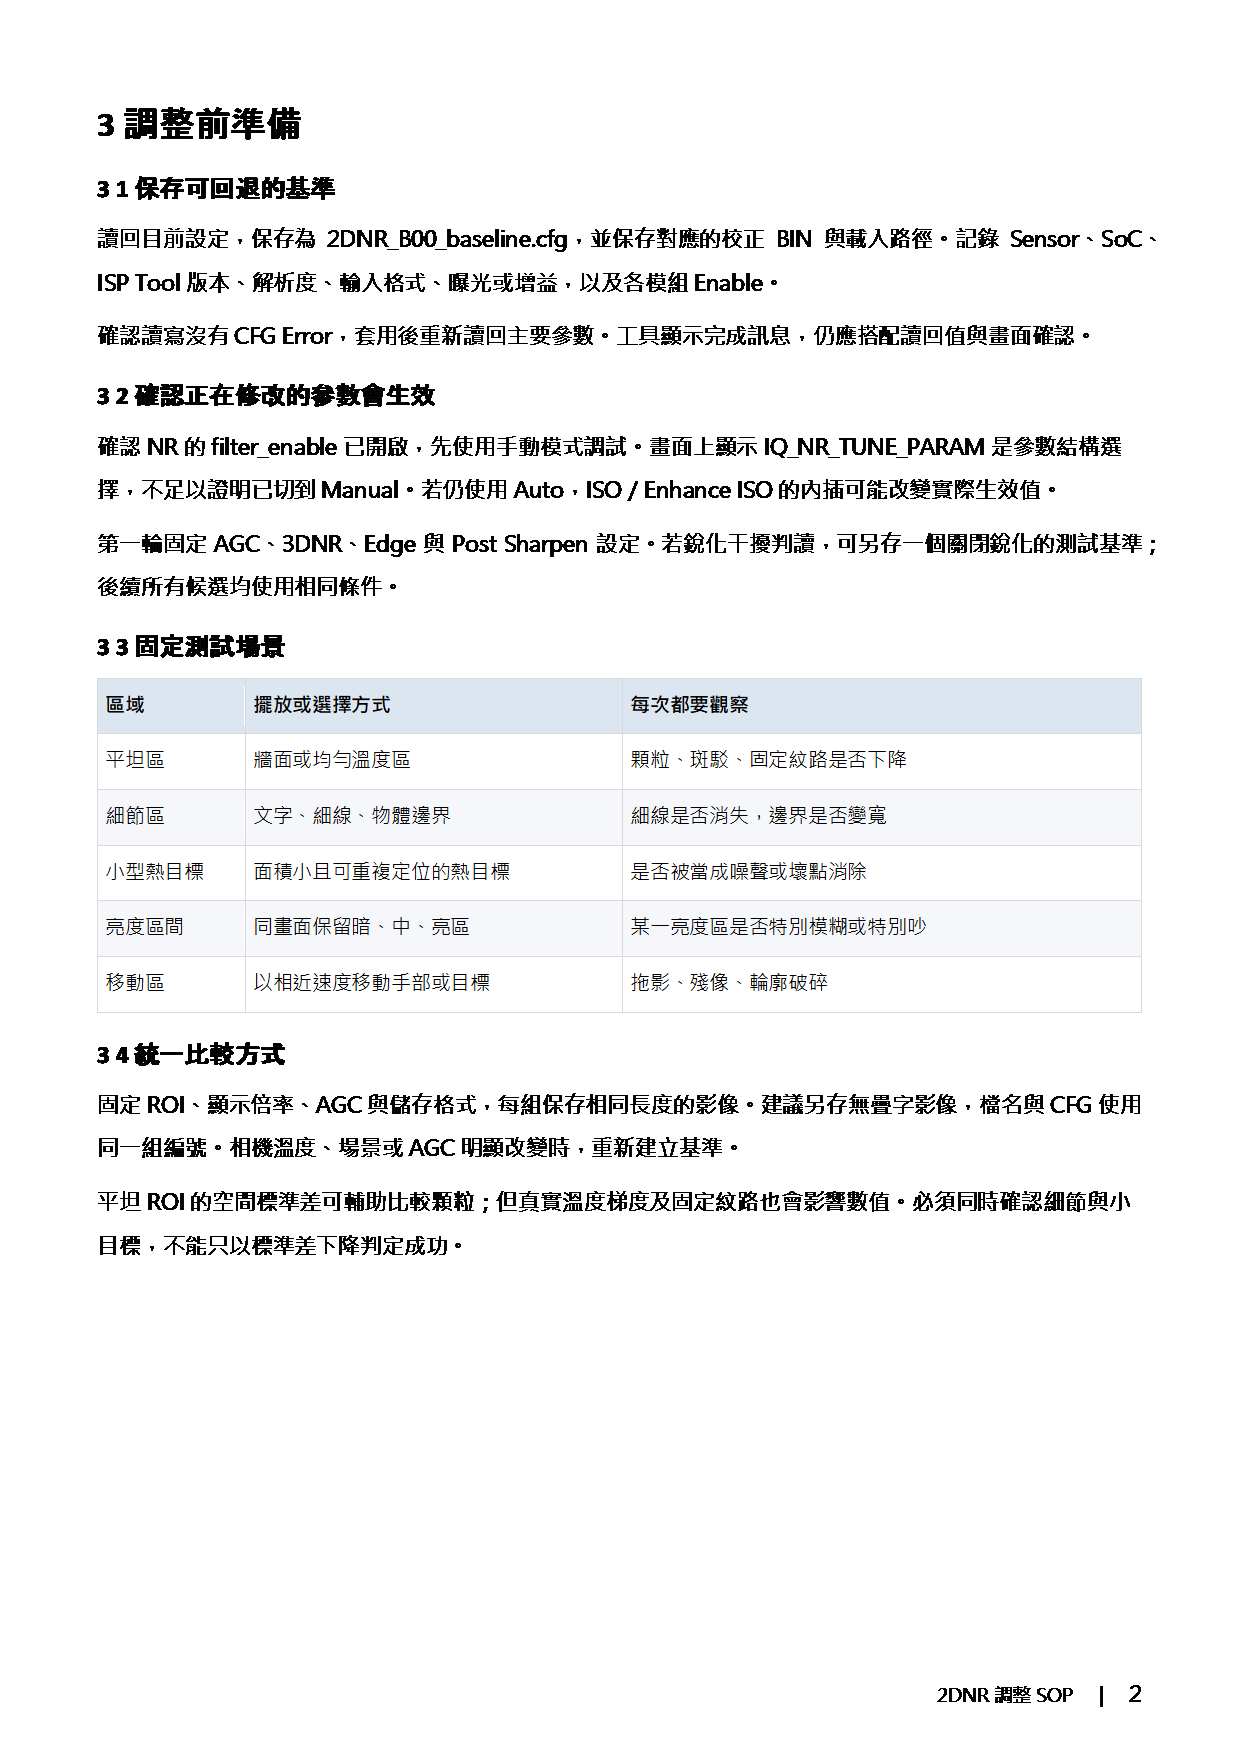 3 調整前準備
3 1 保存可回退的基準
讀回目前設定，保存為 2DNR_B00_baseline.cfg，並保存對應的校正 BIN 與載入路徑。記錄 Sensor、SoC、
ISP Tool 版本、解析度、輸入格式、曝光或增益，以及各模組 Enable。
確認讀寫沒有 CFG Error，套用後重新讀回主要參數。工具顯示完成訊息，仍應搭配讀回值與畫面確認。
3 2 確認正在修改的參數會生效
確認 NR 的 filter_enable 已開啟，先使用手動模式調試。畫面上顯示 IQ_NR_TUNE_PARAM 是參數結構選
擇，不足以證明已切到 Manual。若仍使用 Auto，ISO / Enhance ISO 的內插可能改變實際生效值。
第一輪固定 AGC、3DNR、Edge 與 Post Sharpen 設定。若銳化干擾判讀，可另存一個關閉銳化的測試基準；
後續所有候選均使用相同條件。
3 3 固定測試場景
區域 擺放或選擇方式 每次都要觀察
平坦區 牆面或均勻溫度區 顆粒、斑駁、固定紋路是否下降
細節區 文字、細線、物體邊界 細線是否消失，邊界是否變寬
小型熱目標 面積小且可重複定位的熱目標 是否被當成噪聲或壞點消除
亮度區間 同畫面保留暗、中、亮區 某一亮度區是否特別模糊或特別吵
移動區 以相近速度移動手部或目標 拖影、殘像、輪廓破碎
3 4 統一比較方式
固定 ROI、顯示倍率、AGC 與儲存格式，每組保存相同長度的影像。建議另存無疊字影像，檔名與 CFG 使用
同一組編號。相機溫度、場景或 AGC 明顯改變時，重新建立基準。
平坦 ROI 的空間標準差可輔助比較顆粒；但真實溫度梯度及固定紋路也會影響數值。必須同時確認細節與小
目標，不能只以標準差下降判定成功。
2DNR 調整 SOP | 2